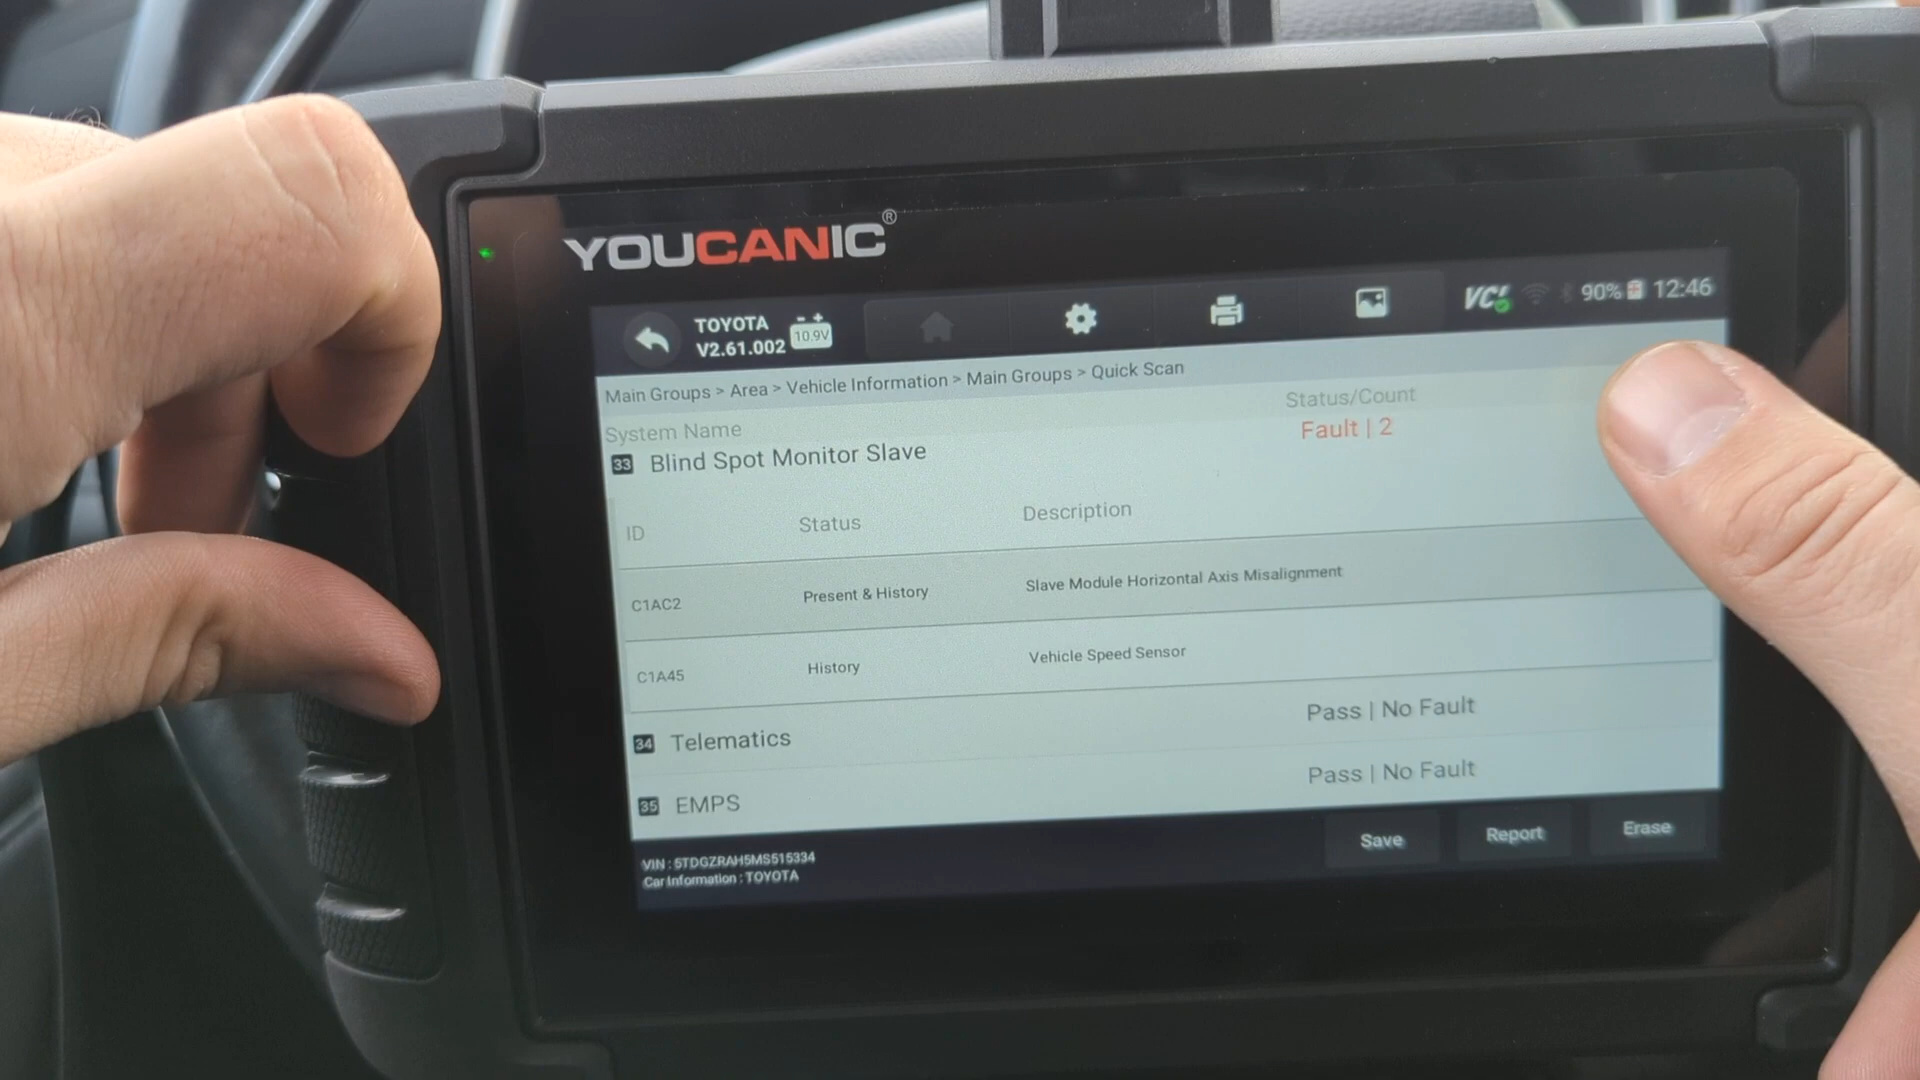 YOUCANIC®
TOYOTA
V2.61.002
10.9V
VCI
90%
12:46
Main Groups > Area > Vehicle Information > Main Groups > Quick Scan
System Name
Status/Count
33 Blind Spot Monitor Slave
Fault | 2
ID
Status
Description
C1AC2
Present & History
Slave Module Horizontal Axis Misalignment
C1A45
History
Vehicle Speed Sensor
34 Telematics
Pass | No Fault
35 EMPS
Pass | No Fault
VIN : 5TDGZRAH5MS515334
Car Information : TOYOTA
Save
Report
Erase